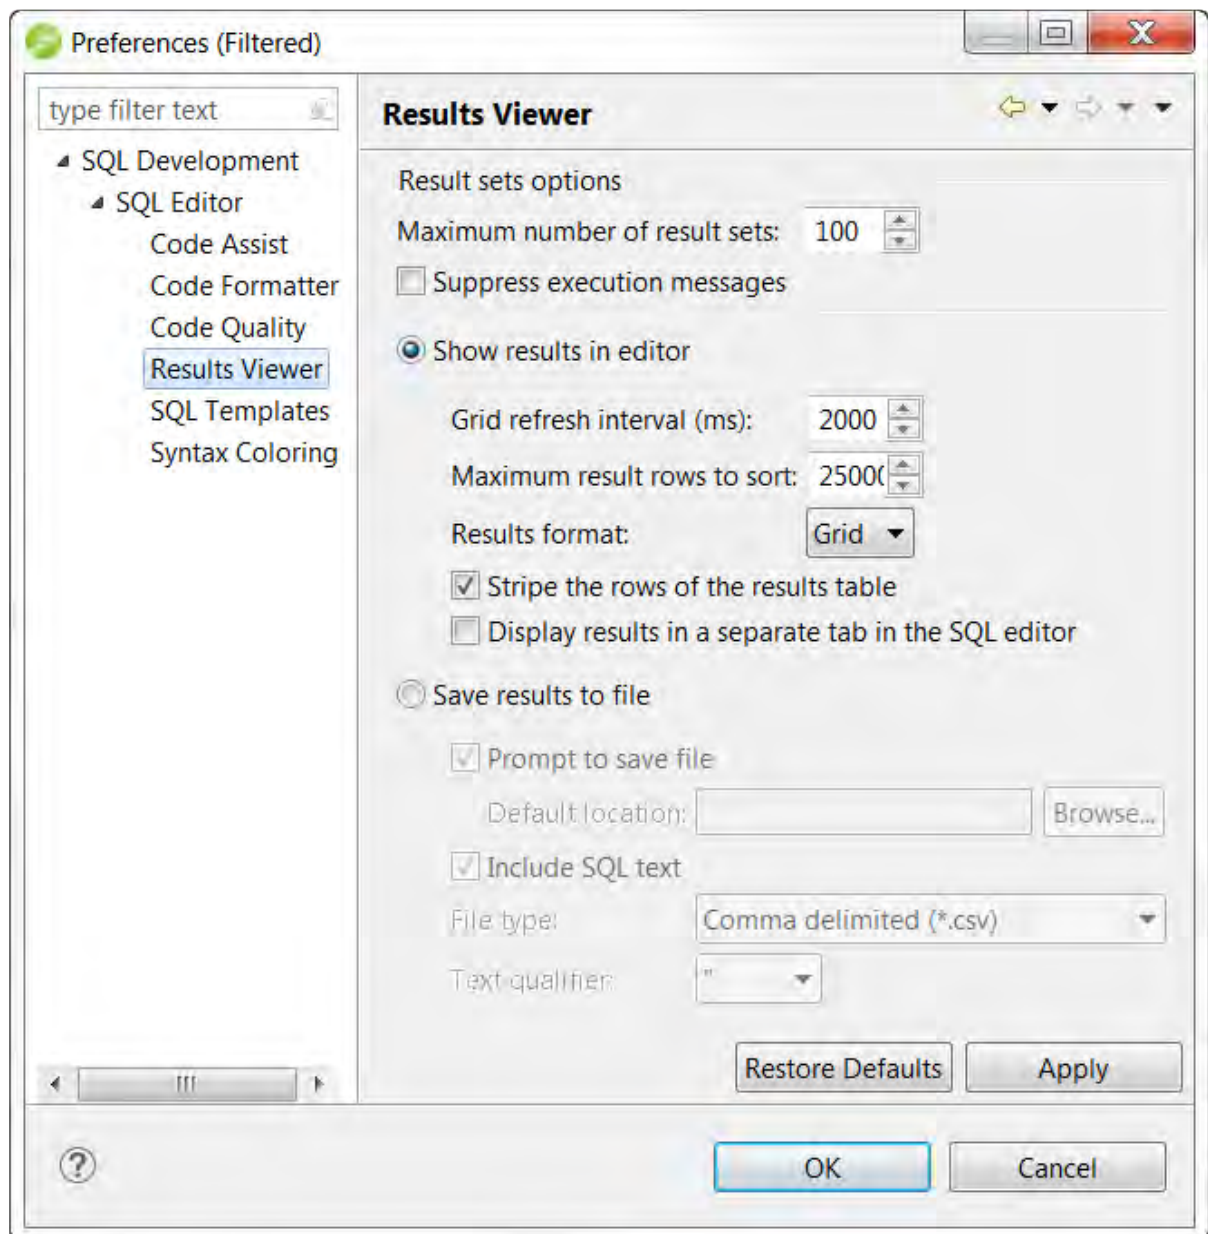 Preferences (Filtered)
type filter text
SQL Development
SQL Editor
Code Assist
Code Formatter
Code Quality
Results Viewer
SQL Templates
Syntax Coloring
Results Viewer
Result sets options
Maximum number of result sets: 100
Suppress execution messages
Show results in editor
Grid refresh interval (ms): 2000
Maximum result rows to sort: 25000
Results format: Grid
Stripe the rows of the results table
Display results in a separate tab in the SQL editor
Save results to file
Prompt to save file
Default location: Browse...
Include SQL text
File type: Comma delimited (*.csv)
Text qualifier: "
Restore Defaults Apply
? OK Cancel